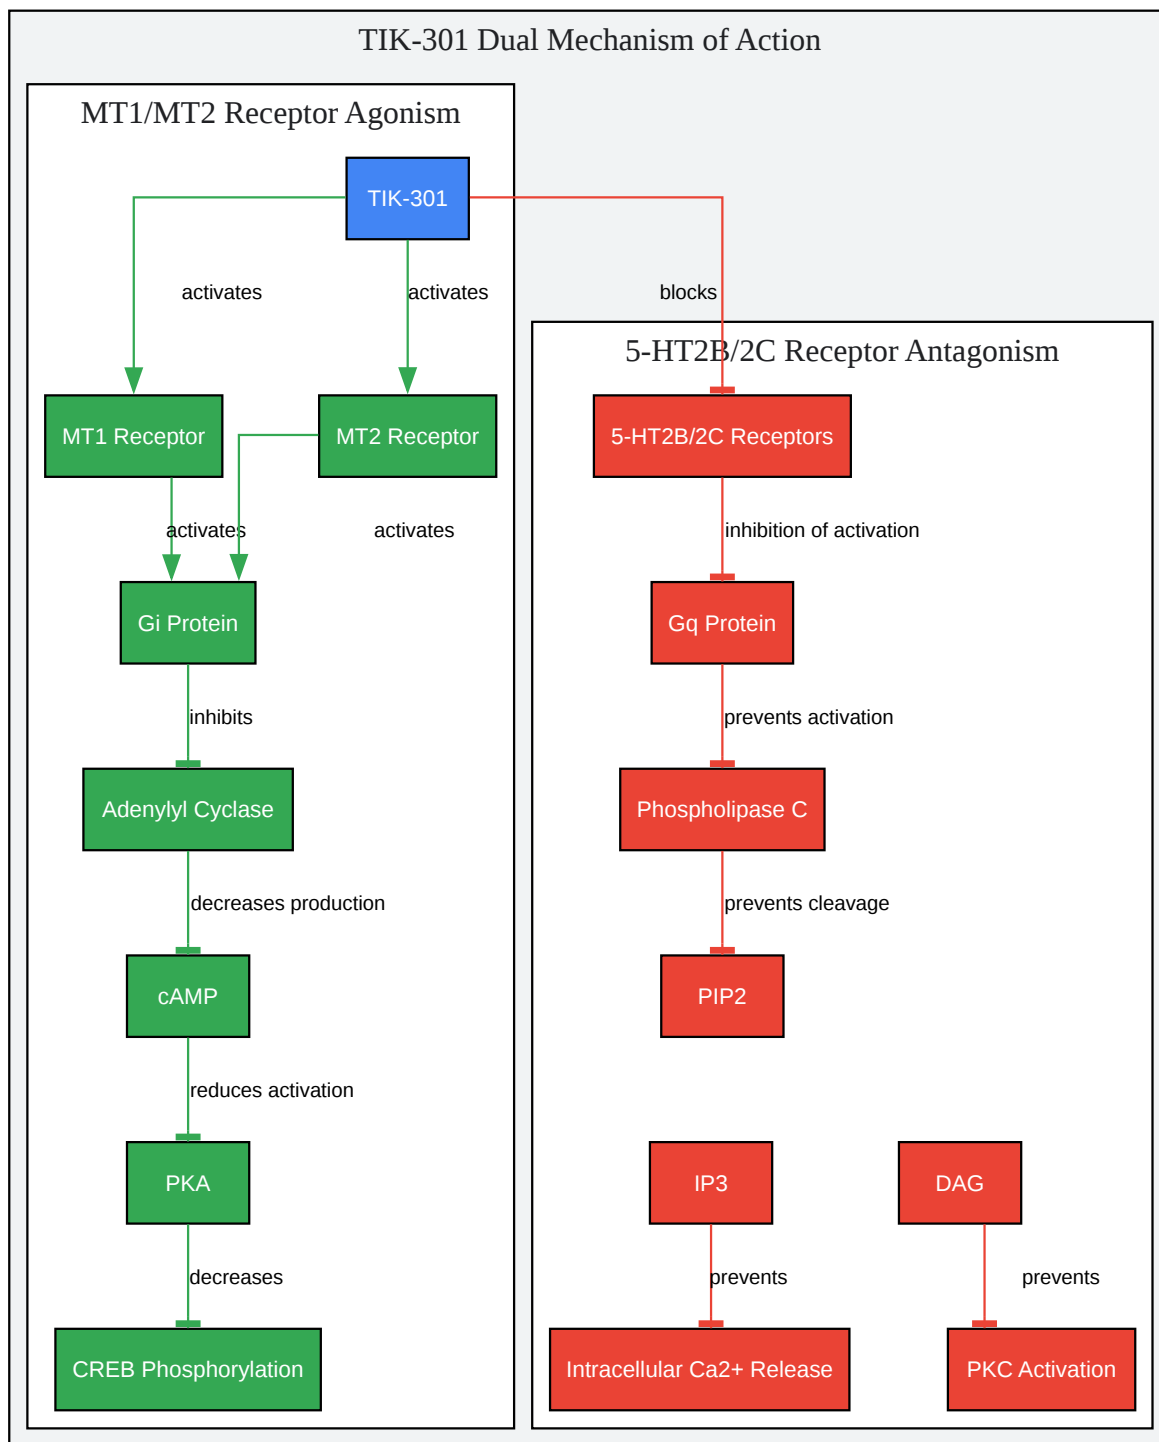 TIK-301 Dual Mechanism of Action
MT1/MT2 Receptor Agonism
TIK-301
activates
activates
blocks
5-HT2B/2C Receptor Antagonism
MT1 Receptor
MT2 Receptor
5-HT2B/2C Receptors
activates
activates
inhibition of activation
Gi Protein
Gq Protein
inhibits
prevents activation
Adenylyl Cyclase
Phospholipase C
decreases production
prevents cleavage
cAMP
PIP2
reduces activation
PKA
IP3
DAG
decreases
prevents
prevents
CREB Phosphorylation
Intracellular Ca2+ Release
PKC Activation